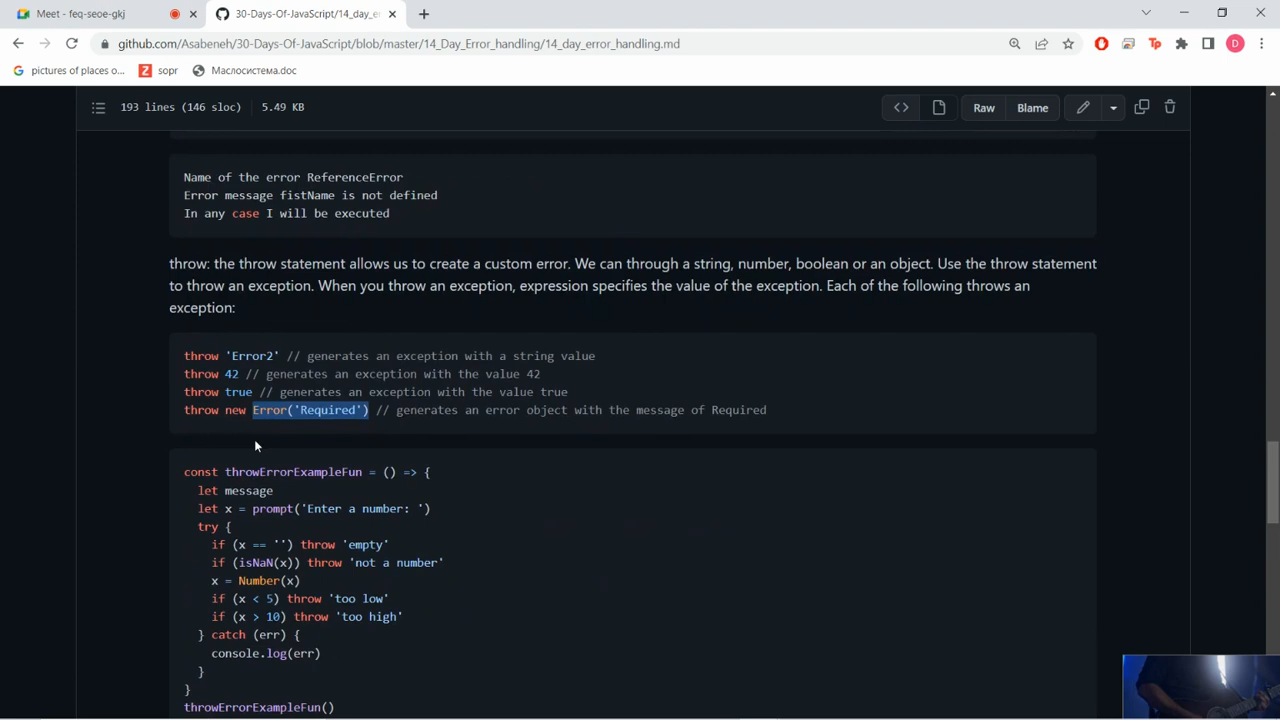 Meet - feq-seoe-gkj
30-Days-Of-JavaScript/14_day_er
github.com/Asabeneh/30-Days-Of-JavaScript/blob/master/14_Day_Error_handling/14_day_error_handling.md
D
pictures of places o...
sopr
Маслосистема.doc
193 lines (146 sloc)
5.49 KB
Raw
Blame
Name of the error ReferenceError
Error message fistName is not defined
In any case I will be executed
throw: the throw statement allows us to create a custom error. We can through a string, number, boolean or an object. Use the throw statement
to throw an exception. When you throw an exception, expression specifies the value of the exception. Each of the following throws an
exception:
throw 'Error2' // generates an exception with a string value
throw 42 // generates an exception with the value 42
throw true // generates an exception with the value true
throw new Error('Required') // generates an error object with the message of Required
const throwErrorExampleFun = () => {
let message
let x = prompt('Enter a number: ')
try {
if (x == '') throw 'empty'
if (isNaN(x)) throw 'not a number'
x = Number(x)
if (x < 5) throw 'too low'
if (x > 10) throw 'too high'
} catch (err) {
console.log(err)
}
}
throwErrorExampleFun()